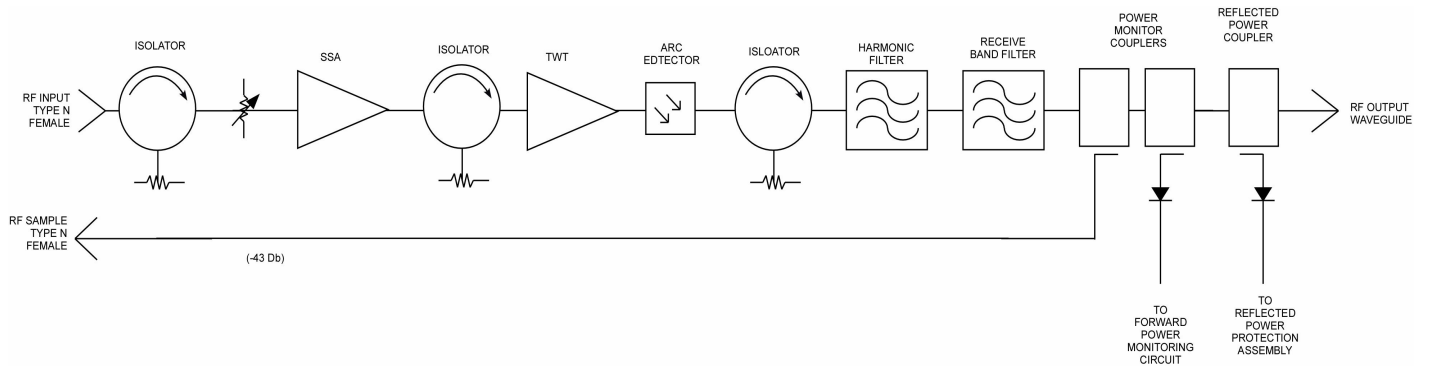 ISOLATOR
SSA
ISOLATOR
TWT
ARC
EDTECTOR
ISLOATOR
HARMONIC
FILTER
RECEIVE
BAND FILTER
POWER
MONITOR
COUPLERS
REFLECTED
POWER
COUPLER
RF INPUT
TYPE N
FEMALE
RF OUTPUT
WAVEGUIDE
RF SAMPLE
TYPE N
FEMALE
(-43 Db)
TO
FORWARD
POWER
MONITORING
CIRCUIT
TO
REFLECTED
POWER
PROTECTION
ASSEMBLY